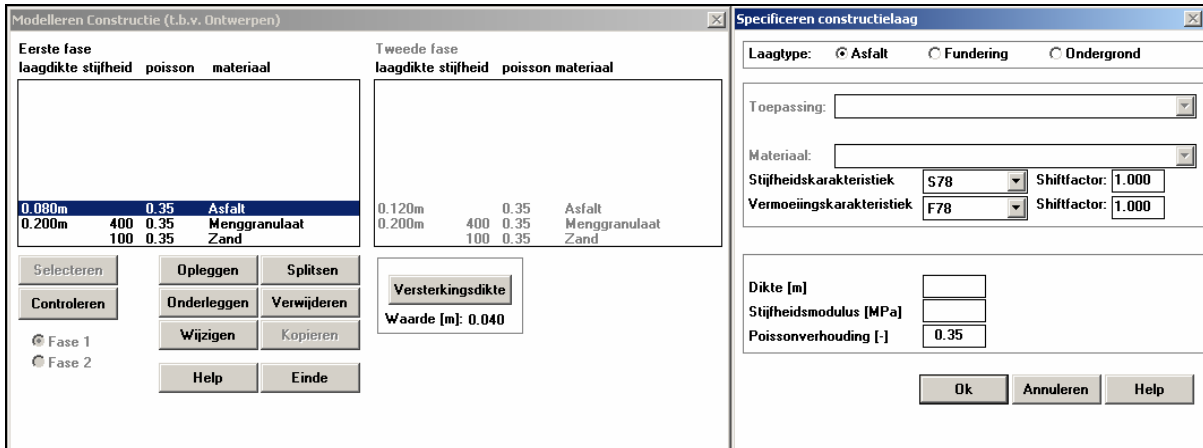 Modelleren Constructie (t.b.v. Ontwerpen)
Eerste fase
laagdikte stijfheid poisson materiaal
0.080m 0.35 Asfalt
0.200m 400 0.35 Menggranulaat
100 0.35 Zand
Tweede fase
laagdikte stijfheid poisson materiaal
0.120m 0.35 Asfalt
0.200m 400 0.35 Menggranulaat
100 0.35 Zand
Selecteren Opleggen Splitsen
Controleren Onderleggen Verwijderen
Wijzigen Kopieren
Fase 1
Fase 2
Help Einde
Versterkingsdikte
Waarde [m]: 0.040
Specificeren constructielaag
Laagtype: Asfalt Fundering Ondergrond
Toepassing:
Materiaal:
Stijfheidskarakteristiek S78 Shiftfactor: 1.000
Vermoeiingskarakteristiek F78 Shiftfactor: 1.000
Dikte [m]
Stijfheidsmodulus [MPa]
Poissonverhouding [-] 0.35
Ok Annuleren Help